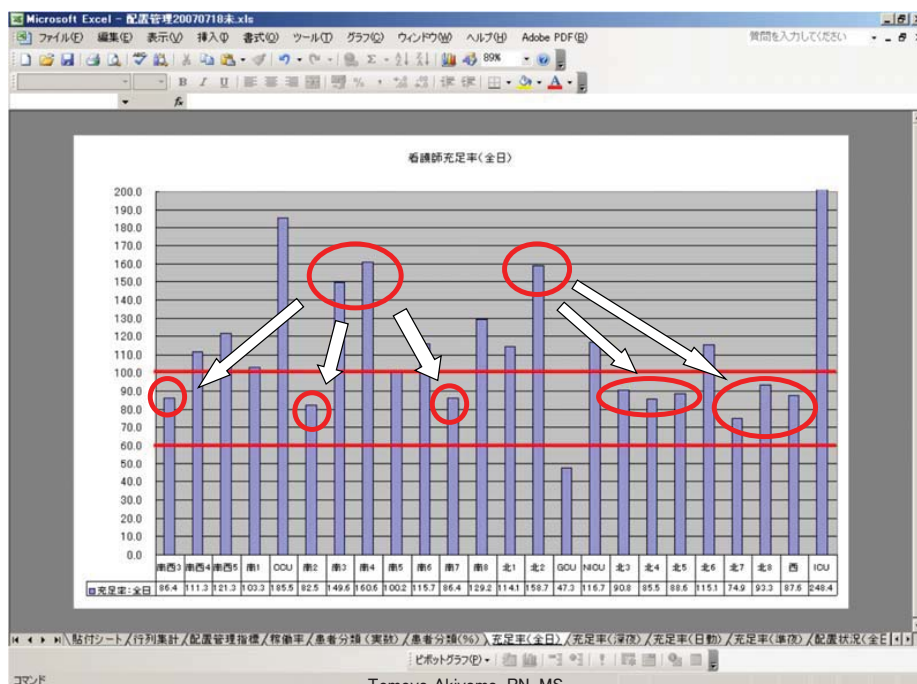 Microsoft Excel - 配置管理20070718未.xls
ファイル(F) 編集(E) 表示(V) 挿入(I) 書式(O) ツール(T) グラフ(C) ウィンドウ(W) ヘルプ(H) Adobe PDF(B) 質問を入力してください
89%
B I U
fx
看護師充足率(全日)
200.0
190.0
180.0
170.0
160.0
150.0
140.0
130.0
120.0
110.0
100.0
90.0
80.0
70.0
60.0
50.0
40.0
30.0
20.0
10.0
0.0
南西3 南西4 南西5 南1 CCU 南2 南3 南4 南5 南6 南7 南8 北1 北2 GCU NICU 北3 北4 北5 北6 北7 北8 西 ICU
充足率:全日 86.4 111.3 121.3 103.3 185.5 82.5 149.6 160.6 100.2 115.7 86.4 129.2 114.1 158.7 47.3 116.7 90.8 85.5 88.6 115.1 74.9 93.3 87.6 248.4
貼付シート / 行列集計 / 配置管理指標 / 稼働率 / 患者分類(実数) / 患者分類(%) / 充足率(全日) / 充足率(深夜) / 充足率(日勤) / 充足率(準夜) / 配置状況(全日
ピボットグラフ(P)
コマンド